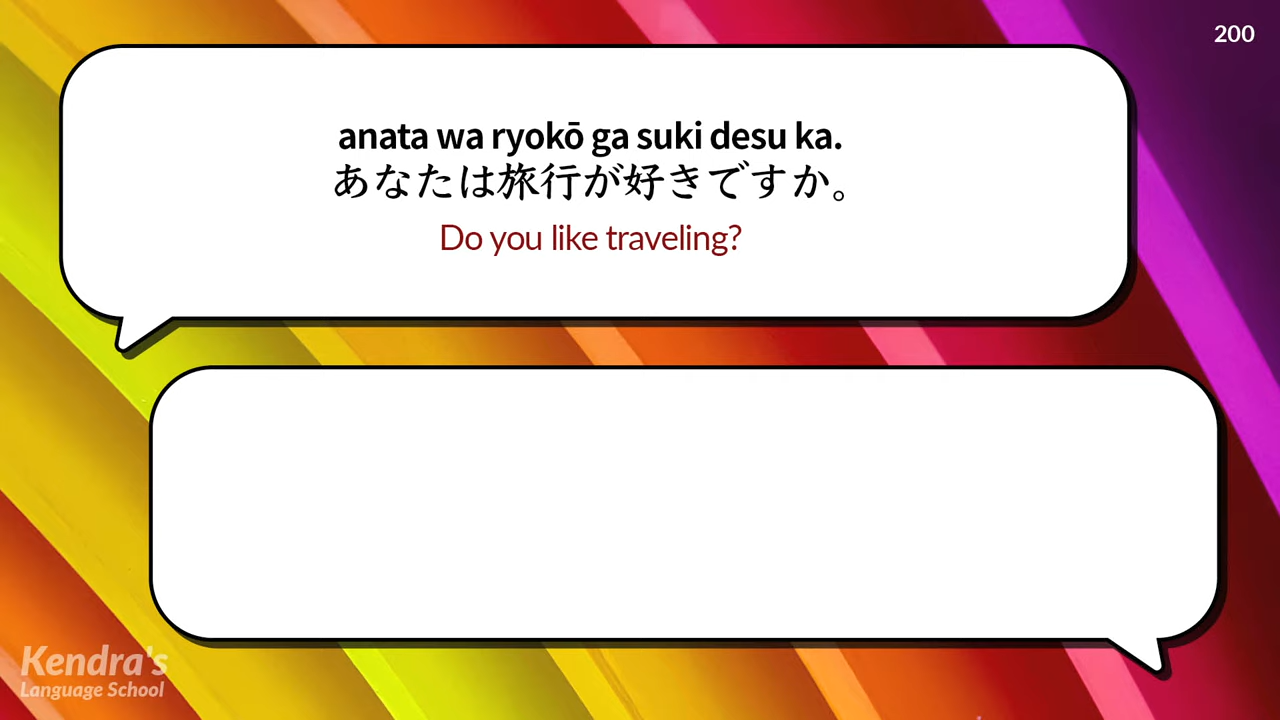 200
anata wa ryokō ga suki desu ka.
あなたは旅行が好きですか。
Do you like traveling?
Kendra's
Language School